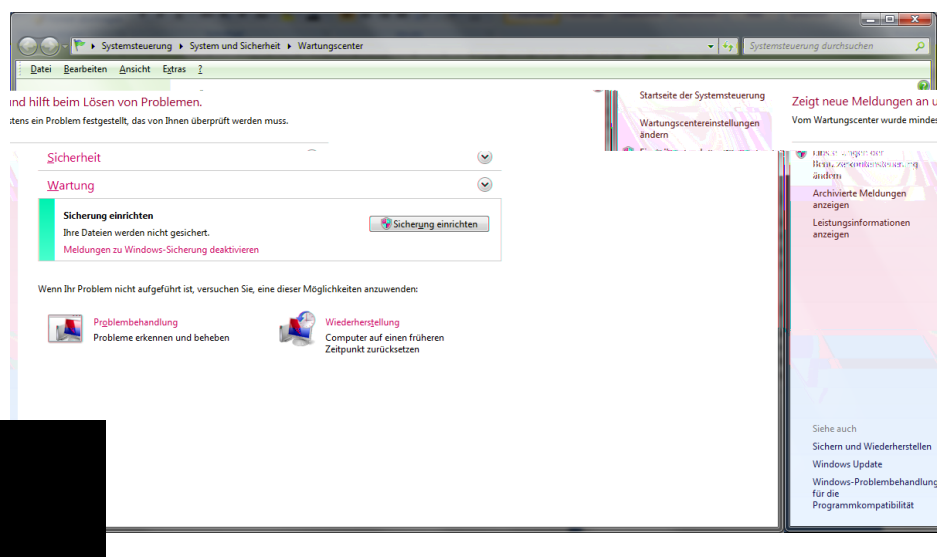 Systemsteuerung ▸ System und Sicherheit ▸ Wartungscenter
Systemsteuerung durchsuchen
Datei Bearbeiten Ansicht Extras ?
und hilft beim Lösen von Problemen.
stens ein Problem festgestellt, das von Ihnen überprüft werden muss.
Startseite der Systemsteuerung
Wartungscentereinstellungen
ändern
Zeigt neue Meldungen an u
Vom Wartungscenter wurde mindes
Sicherheit
Wartung
Sicherung einrichten
Ihre Dateien werden nicht gesichert.
Meldungen zu Windows-Sicherung deaktivieren
Sicherung einrichten
Wenn Ihr Problem nicht aufgeführt ist, versuchen Sie, eine dieser Möglichkeiten anzuwenden:
Problembehandlung
Probleme erkennen und beheben
Wiederherstellung
Computer auf einen früheren
Zeitpunkt zurücksetzen
ändern
Archivierte Meldungen
anzeigen
Leistungsinformationen
anzeigen
Siehe auch
Sichern und Wiederherstellen
Windows Update
Windows-Problembehandlung
für die
Programmkompatibilität